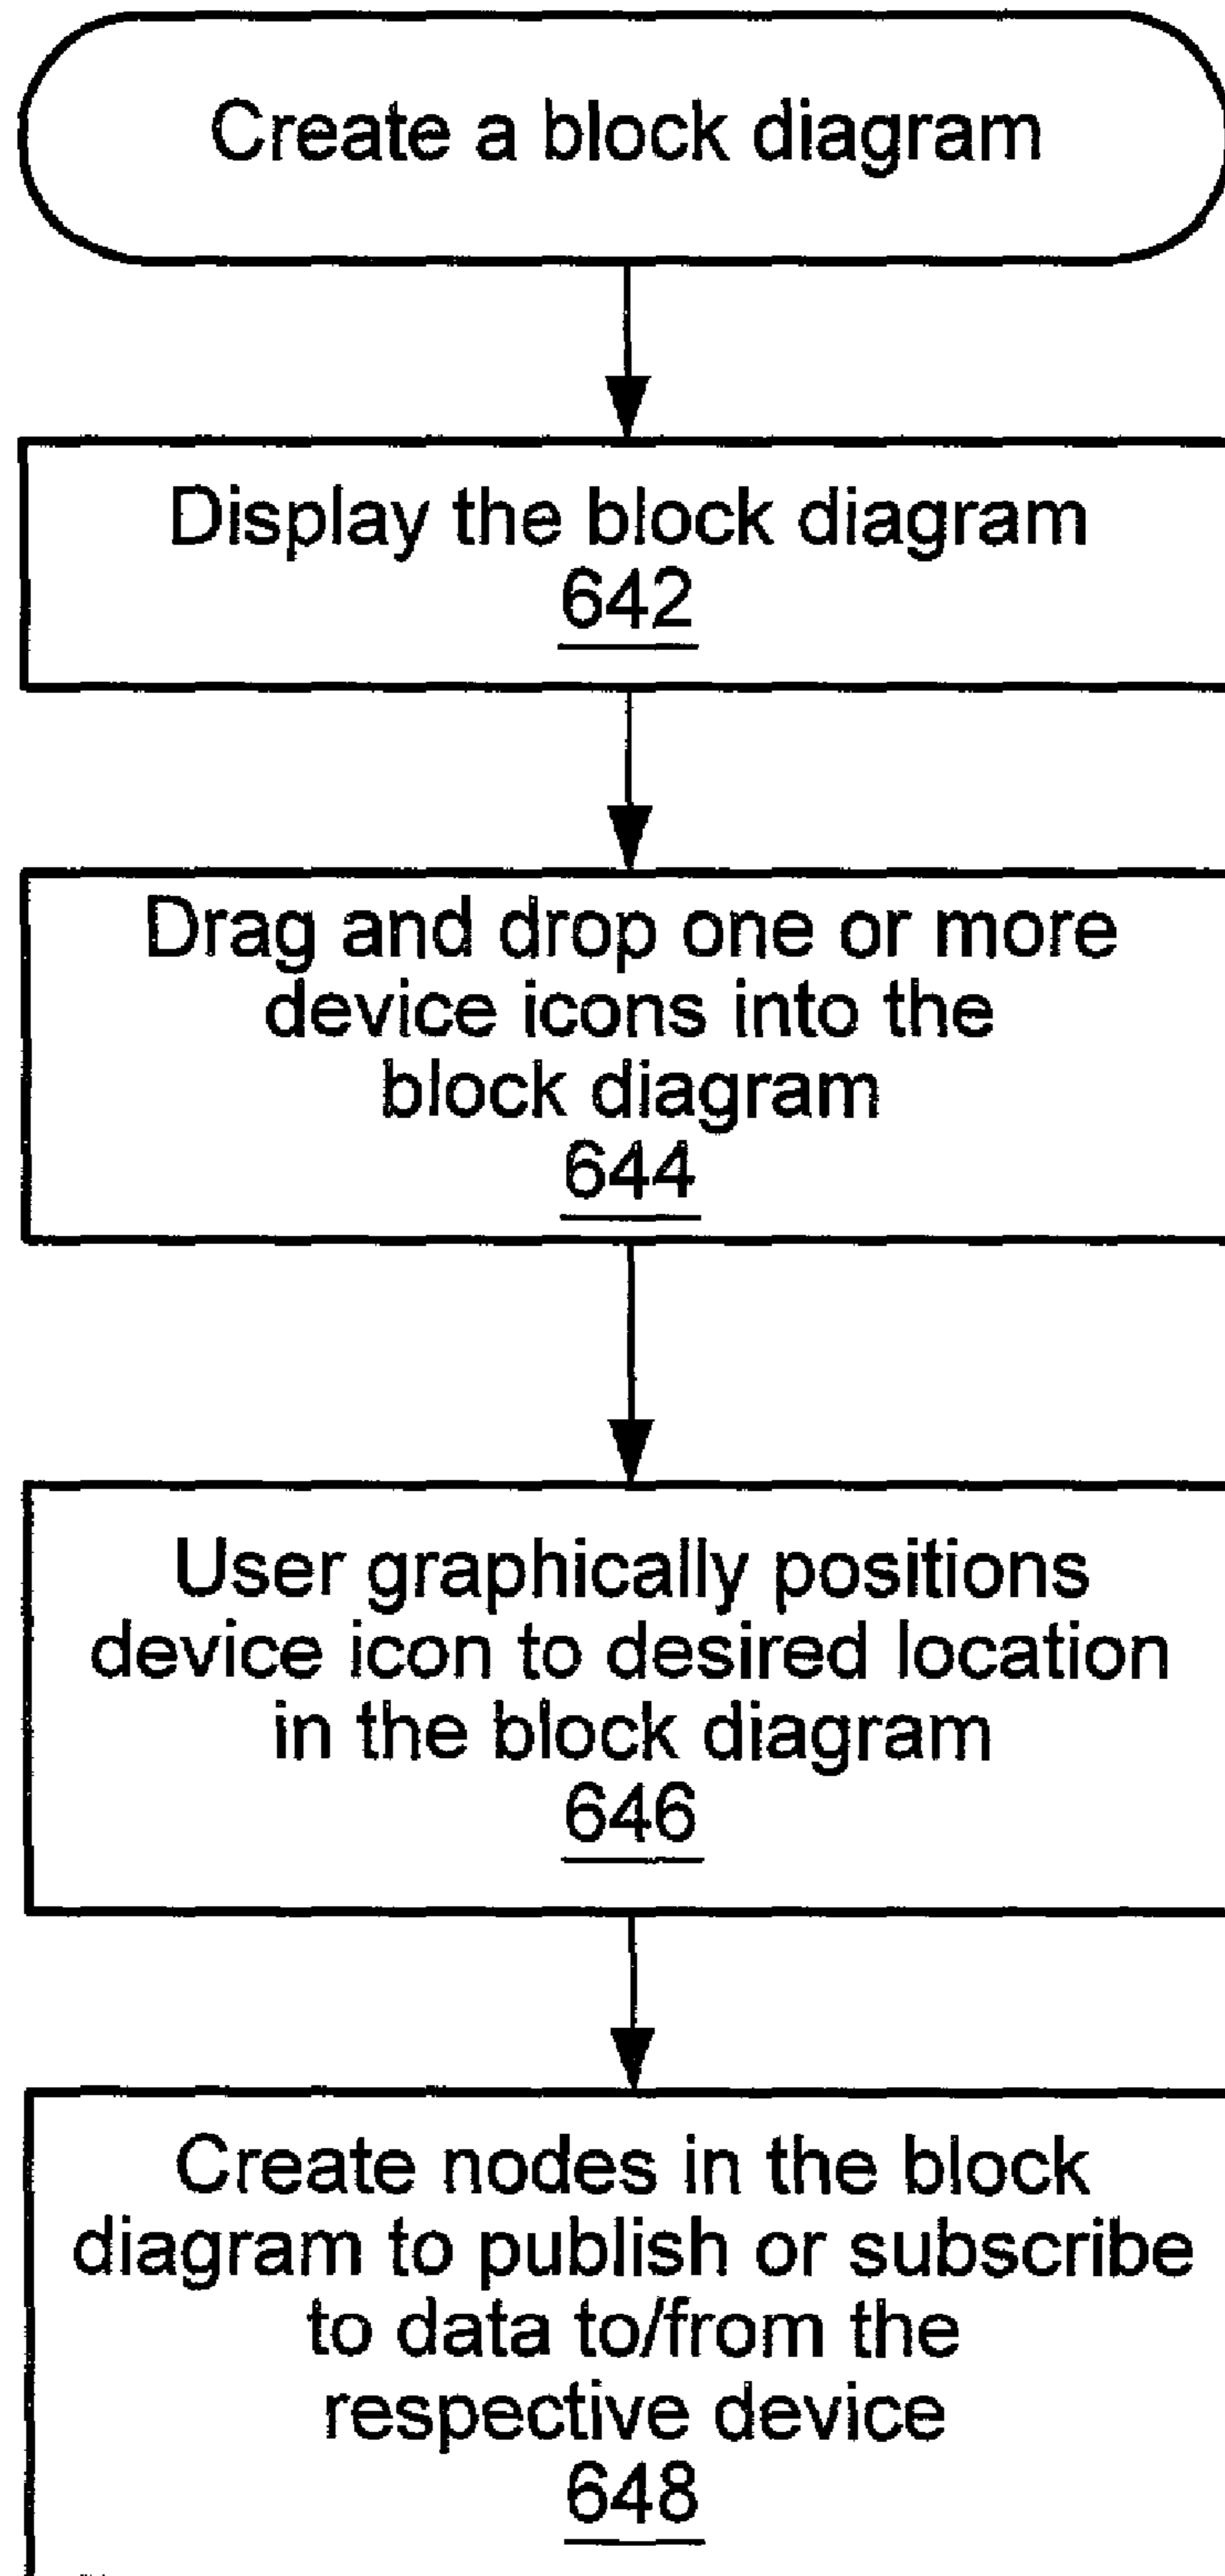 Create a block diagram
Display the block diagram
642
Drag and drop one or more
device icons into the
block diagram
644
User graphically positions
device icon to desired location
in the block diagram
646
Create nodes in the block
diagram to publish or subscribe
to data to/from the
respective device
648